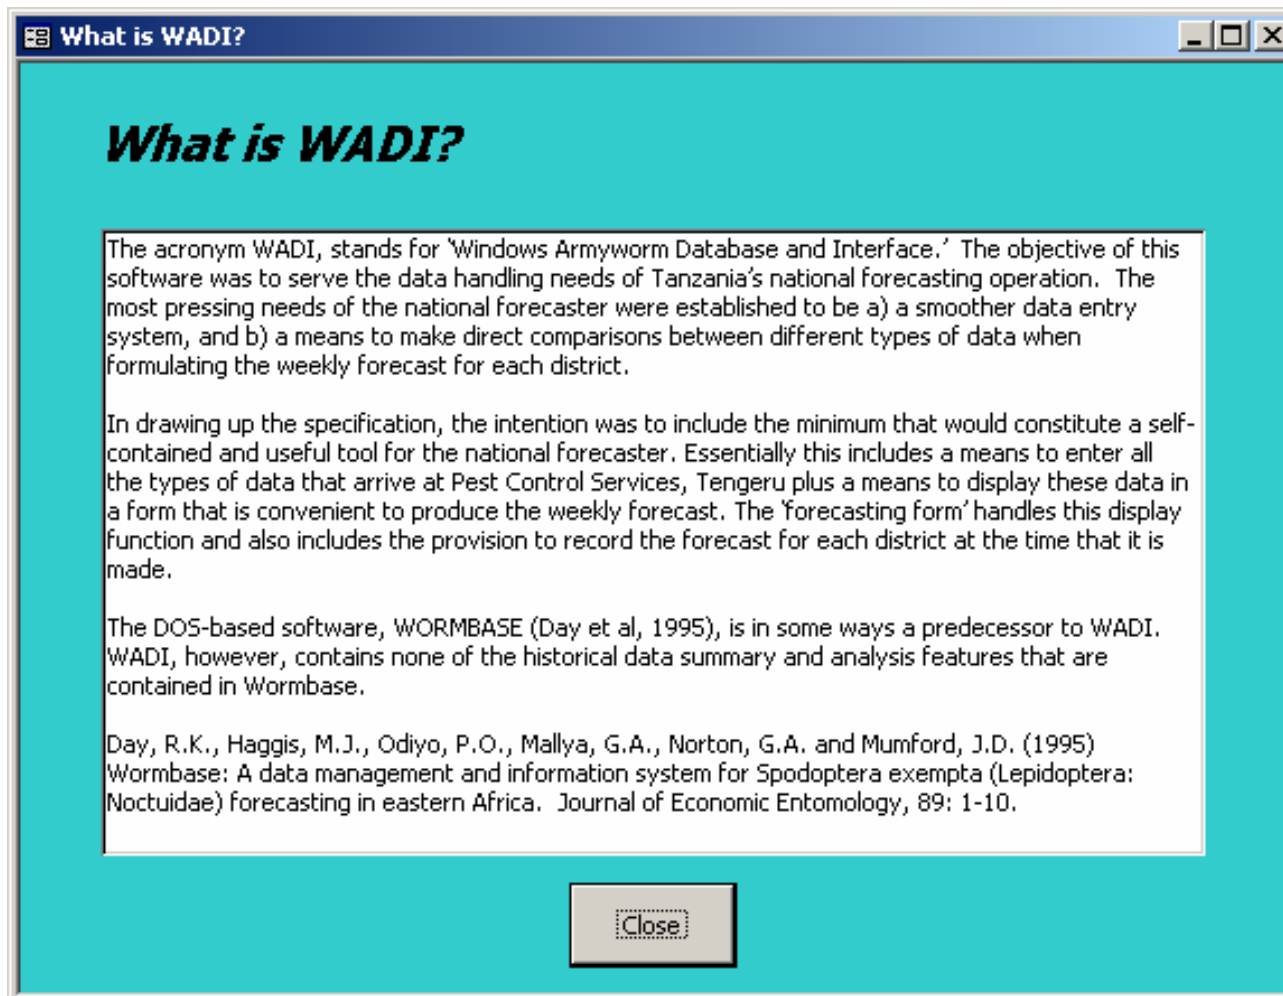 What is WADI?
What is WADI?
The acronym WADI, stands for 'Windows Armyworm Database and Interface.'  The objective of this
software was to serve the data handling needs of Tanzania's national forecasting operation.  The
most pressing needs of the national forecaster were established to be a) a smoother data entry
system, and b) a means to make direct comparisons between different types of data when
formulating the weekly forecast for each district.
In drawing up the specification, the intention was to include the minimum that would constitute a self-
contained and useful tool for the national forecaster. Essentially this includes a means to enter all
the types of data that arrive at Pest Control Services, Tengeru plus a means to display these data in
a form that is convenient to produce the weekly forecast. The 'forecasting form' handles this display
function and also includes the provision to record the forecast for each district at the time that it is
made.
The DOS-based software, WORMBASE (Day et al, 1995), is in some ways a predecessor to WADI.
WADI, however, contains none of the historical data summary and analysis features that are
contained in Wormbase.
Day, R.K., Haggis, M.J., Odiyo, P.O., Mallya, G.A., Norton, G.A. and Mumford, J.D. (1995)
Wormbase: A data management and information system for Spodoptera exempta (Lepidoptera:
Noctuidae) forecasting in eastern Africa.  Journal of Economic Entomology, 89: 1-10.
Close